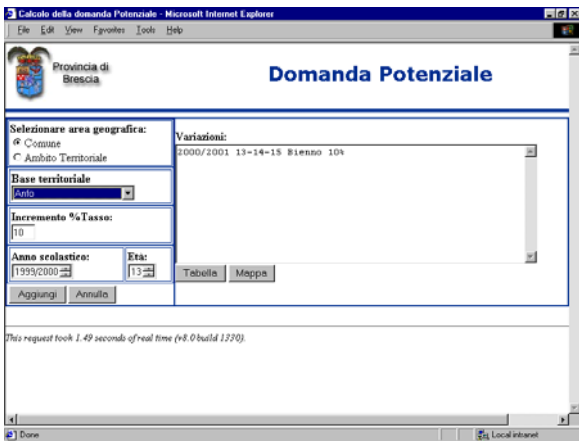 Calcolo della domanda Potenziale - Microsoft Internet Explorer
File Edit View Favorites Tools Help
Provincia di
Brescia
Domanda Potenziale
Selezionare area geografica:
Comune
Ambito Territoriale
Base territoriale
Anfo
Incremento %Tasso:
10
Anno scolastico: Età:
1999/2000 13
Aggiungi Annulla
Variazioni:
2000/2001 13-14-15 Bienno 10%
Tabella Mappa
This request took 1.49 seconds of real time (v8.0 build 1330).
Done Local intranet